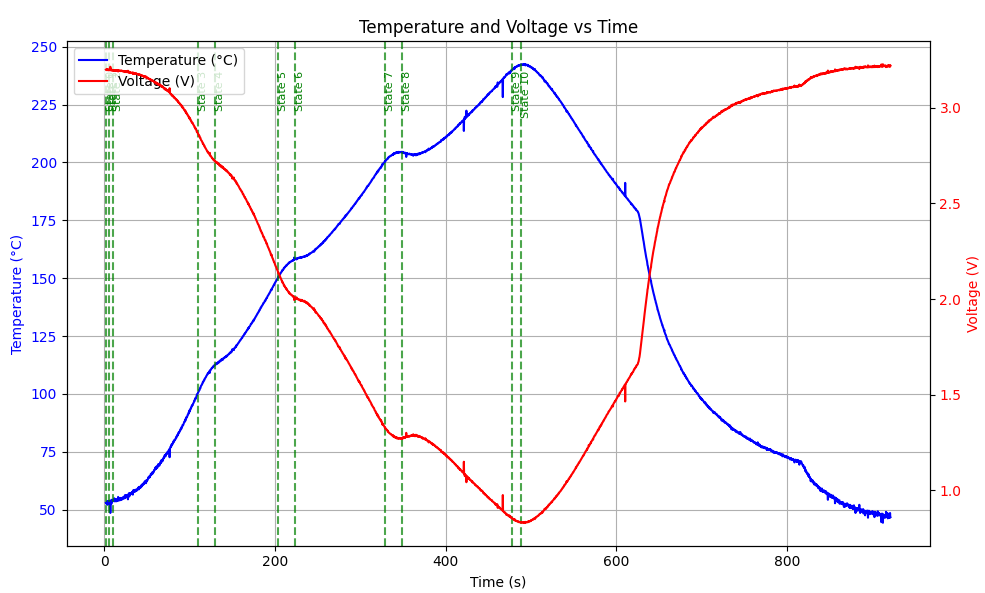 Temperature and Voltage vs Time
Temperature (°C)
Voltage (V)
State 3
State 4
State 5
State 6
State 7
State 8
State 9
State 10
250
225
200
175
150
125
100
75
50
Temperature (°C)
3.0
2.5
2.0
1.5
1.0
Voltage (V)
0
200
400
600
800
Time (s)